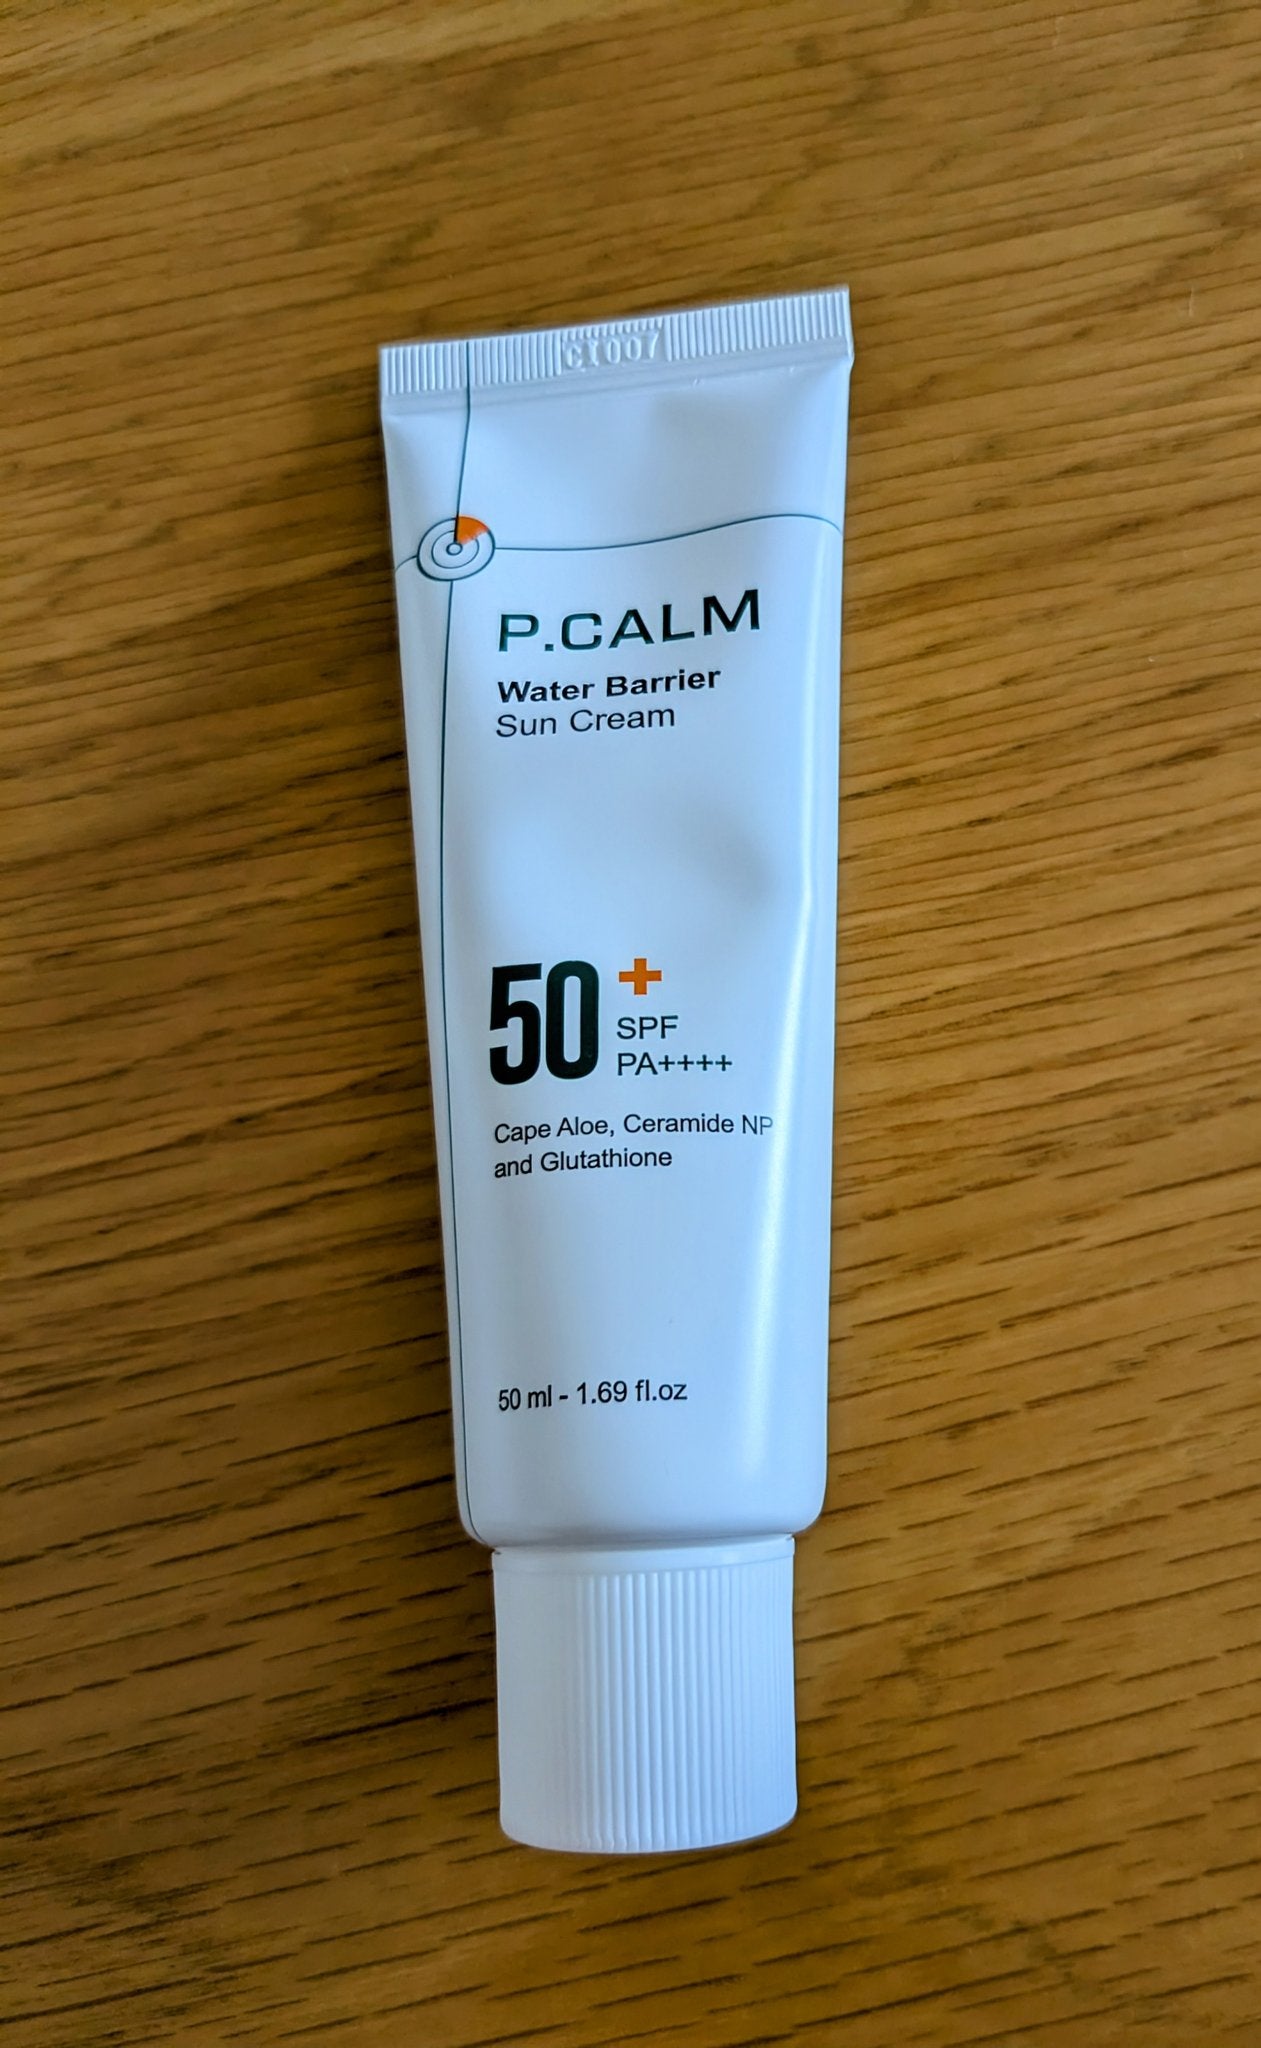 P.CALM
Water Barrier
Sun Cream
50+
SPF
PA++++
Cape Aloe, Ceramide NP
and Glutathione
50 ml - 1.69 fl.oz